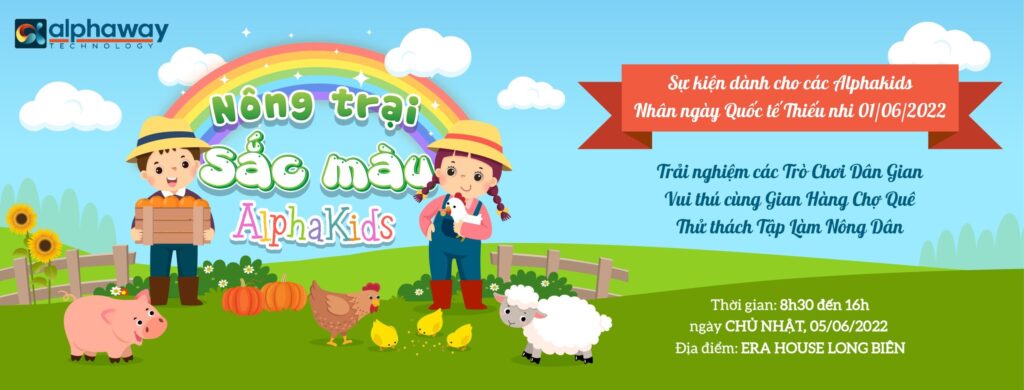 alphaway
TECHNOLOGY
Nông trại
Sắc màu
AlphaKids
Sự kiện dành cho các Alphakids
Nhân ngày Quốc tế Thiếu nhi 01/06/2022
Trải nghiệm các Trò Chơi Dân Gian
Vui thú cùng Gian Hàng Chợ Quê
Thử thách Tập Làm Nông Dân
Thời gian: 8h30 đến 16h
ngày CHỦ NHẬT, 05/06/2022
Địa điểm: ERA HOUSE LONG BIÊN